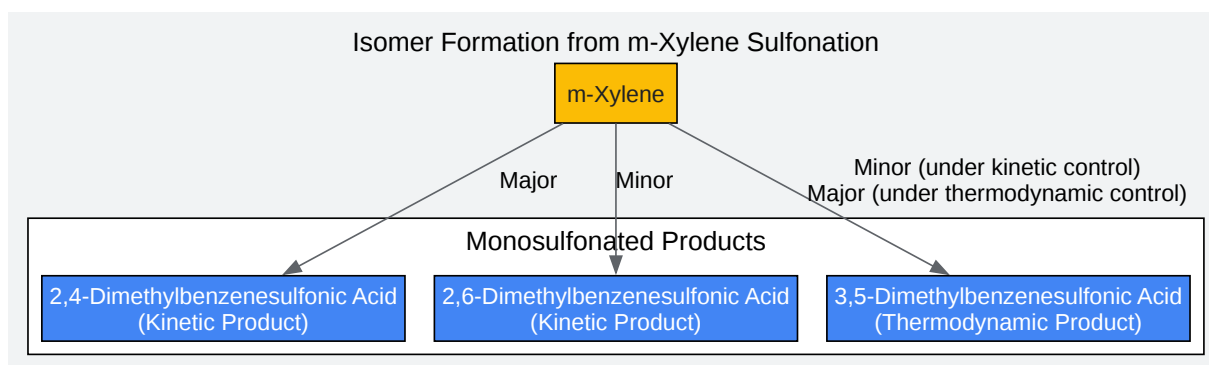 Isomer Formation from m-Xylene Sulfonation
m-Xylene
Major
Minor
Minor (under kinetic control)
Major (under thermodynamic control)
Monosulfonated Products
2,4-Dimethylbenzenesulfonic Acid
(Kinetic Product)
2,6-Dimethylbenzenesulfonic Acid
(Kinetic Product)
3,5-Dimethylbenzenesulfonic Acid
(Thermodynamic Product)